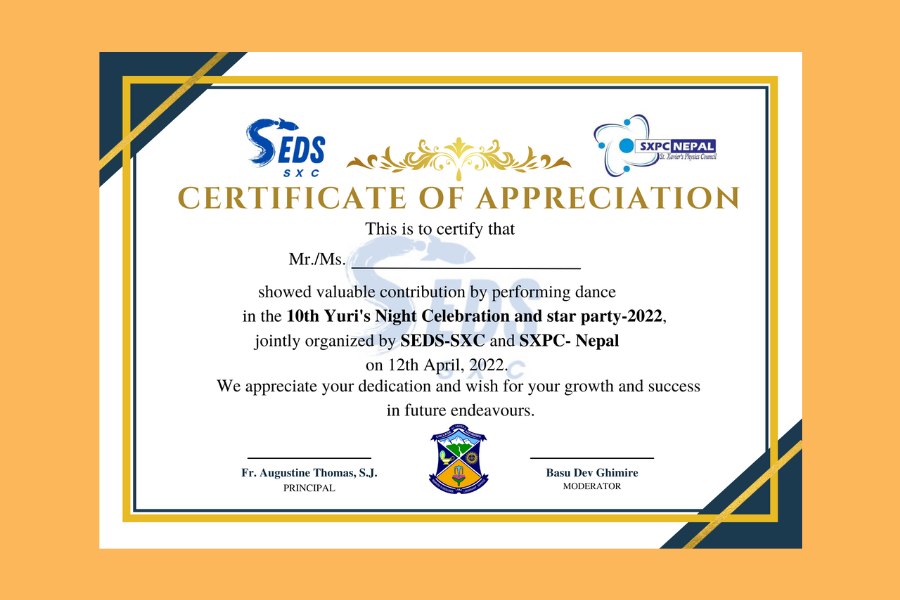 SEDS
SXC
SXPC NEPAL
St. Xavier's Physics Council
CERTIFICATE OF APPRECIATION
This is to certify that
Mr./Ms.
showed valuable contribution by performing dance
in the 10th Yuri's Night Celebration and star party-2022,
jointly organized by SEDS-SXC and SXPC- Nepal
on 12th April, 2022.
We appreciate your dedication and wish for your growth and success
in future endeavours.
Fr. Augustine Thomas, S.J.
PRINCIPAL
Basu Dev Ghimire
MODERATOR
SEDS
SXC